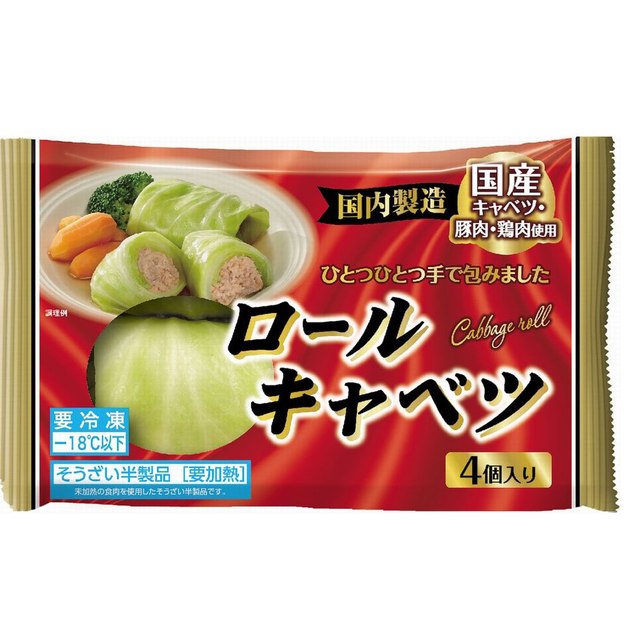 国内製造
国産
キャベツ・
豚肉・鶏肉使用
ひとつひとつ手で包みました
調理例
ロール
Cabbage roll
キャベツ
要冷凍
−18℃以下
そうざい半製品 [要加熱]
未加熱の食肉を使用したそうざい半製品です。
4個入り